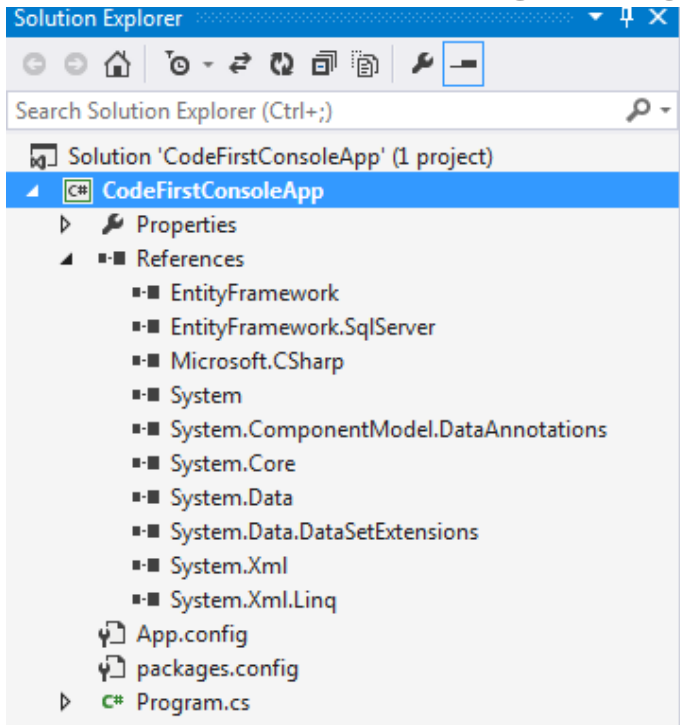 Solution Explorer
Search Solution Explorer (Ctrl+;)
Solution 'CodeFirstConsoleApp' (1 project)
C# CodeFirstConsoleApp
Properties
References
EntityFramework
EntityFramework.SqlServer
Microsoft.CSharp
System
System.ComponentModel.DataAnnotations
System.Core
System.Data
System.Data.DataSetExtensions
System.Xml
System.Xml.Linq
App.config
packages.config
C# Program.cs